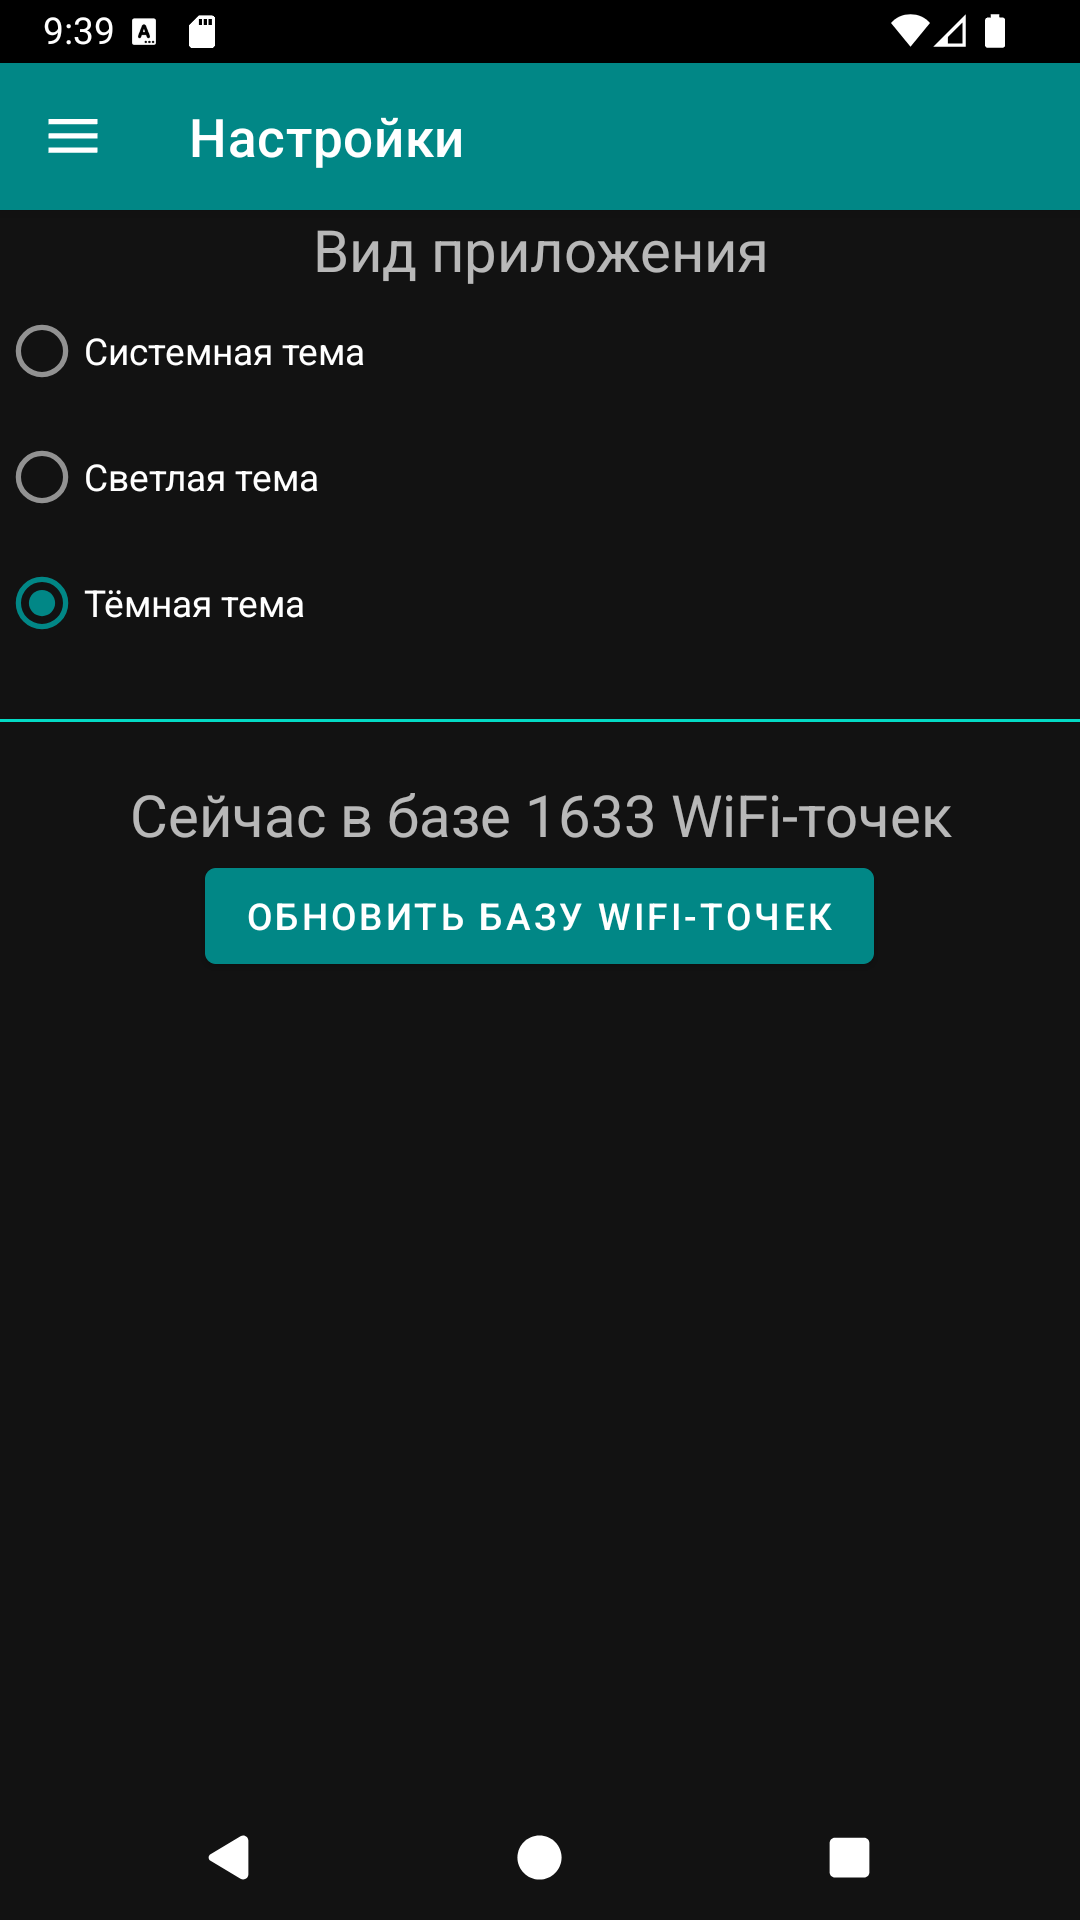 9:39
Настройки
Вид приложения
Системная тема
Светлая тема
Тёмная тема
Сейчас в базе 1633 WiFi-точек
ОБНОВИТЬ БАЗУ WIFI-ТОЧЕК